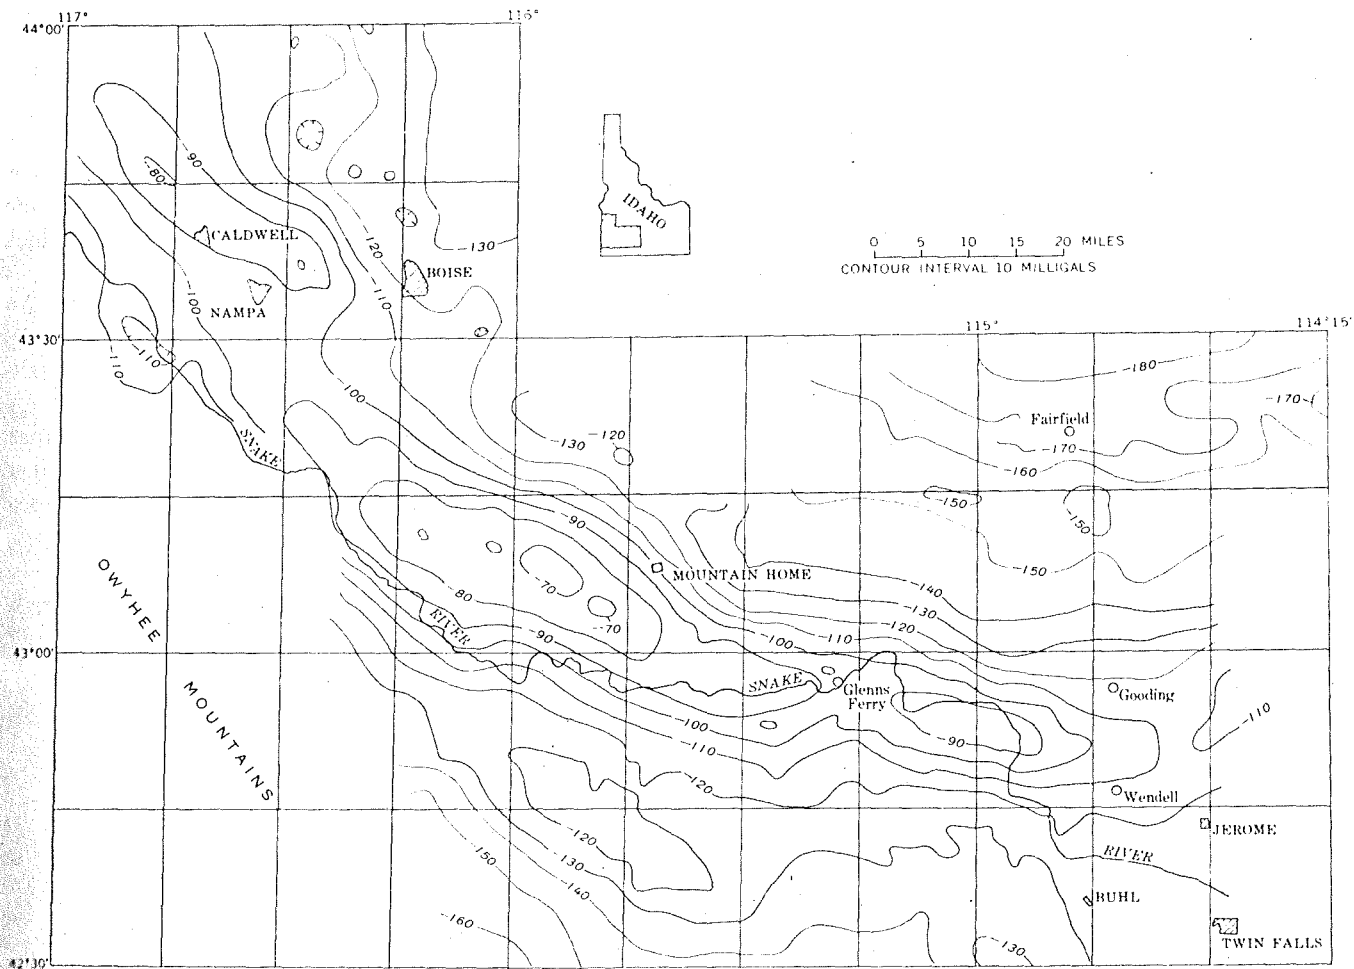 117°
116°
44°00'
-90
-80
IDAHO
CALDWELL
-120
-130
0 5 10 15 20 MILES
CONTOUR INTERVAL 10 MILLIGALS
BOISE
-100
-110
NAMPA
115°
114°15'
43°30'
-110
-110
-180
-100
-170
Fairfield
SNAKE
-120
-130
-170
-160
-150
-90
-150
-150
OWYHEE
MOUNTAIN HOME
-70
-140
-80
-130
RIVER
-70
-120
-110
-90
-100
43°00'
SNAKE
MOUNTAINS
Glenns
Ferry
Gooding
-100
-110
-90
-110
-120
Wendell
JEROME
-120
-130
RIVER
-150
-140
BUHL
-160
-130
TWIN FALLS
42°30'